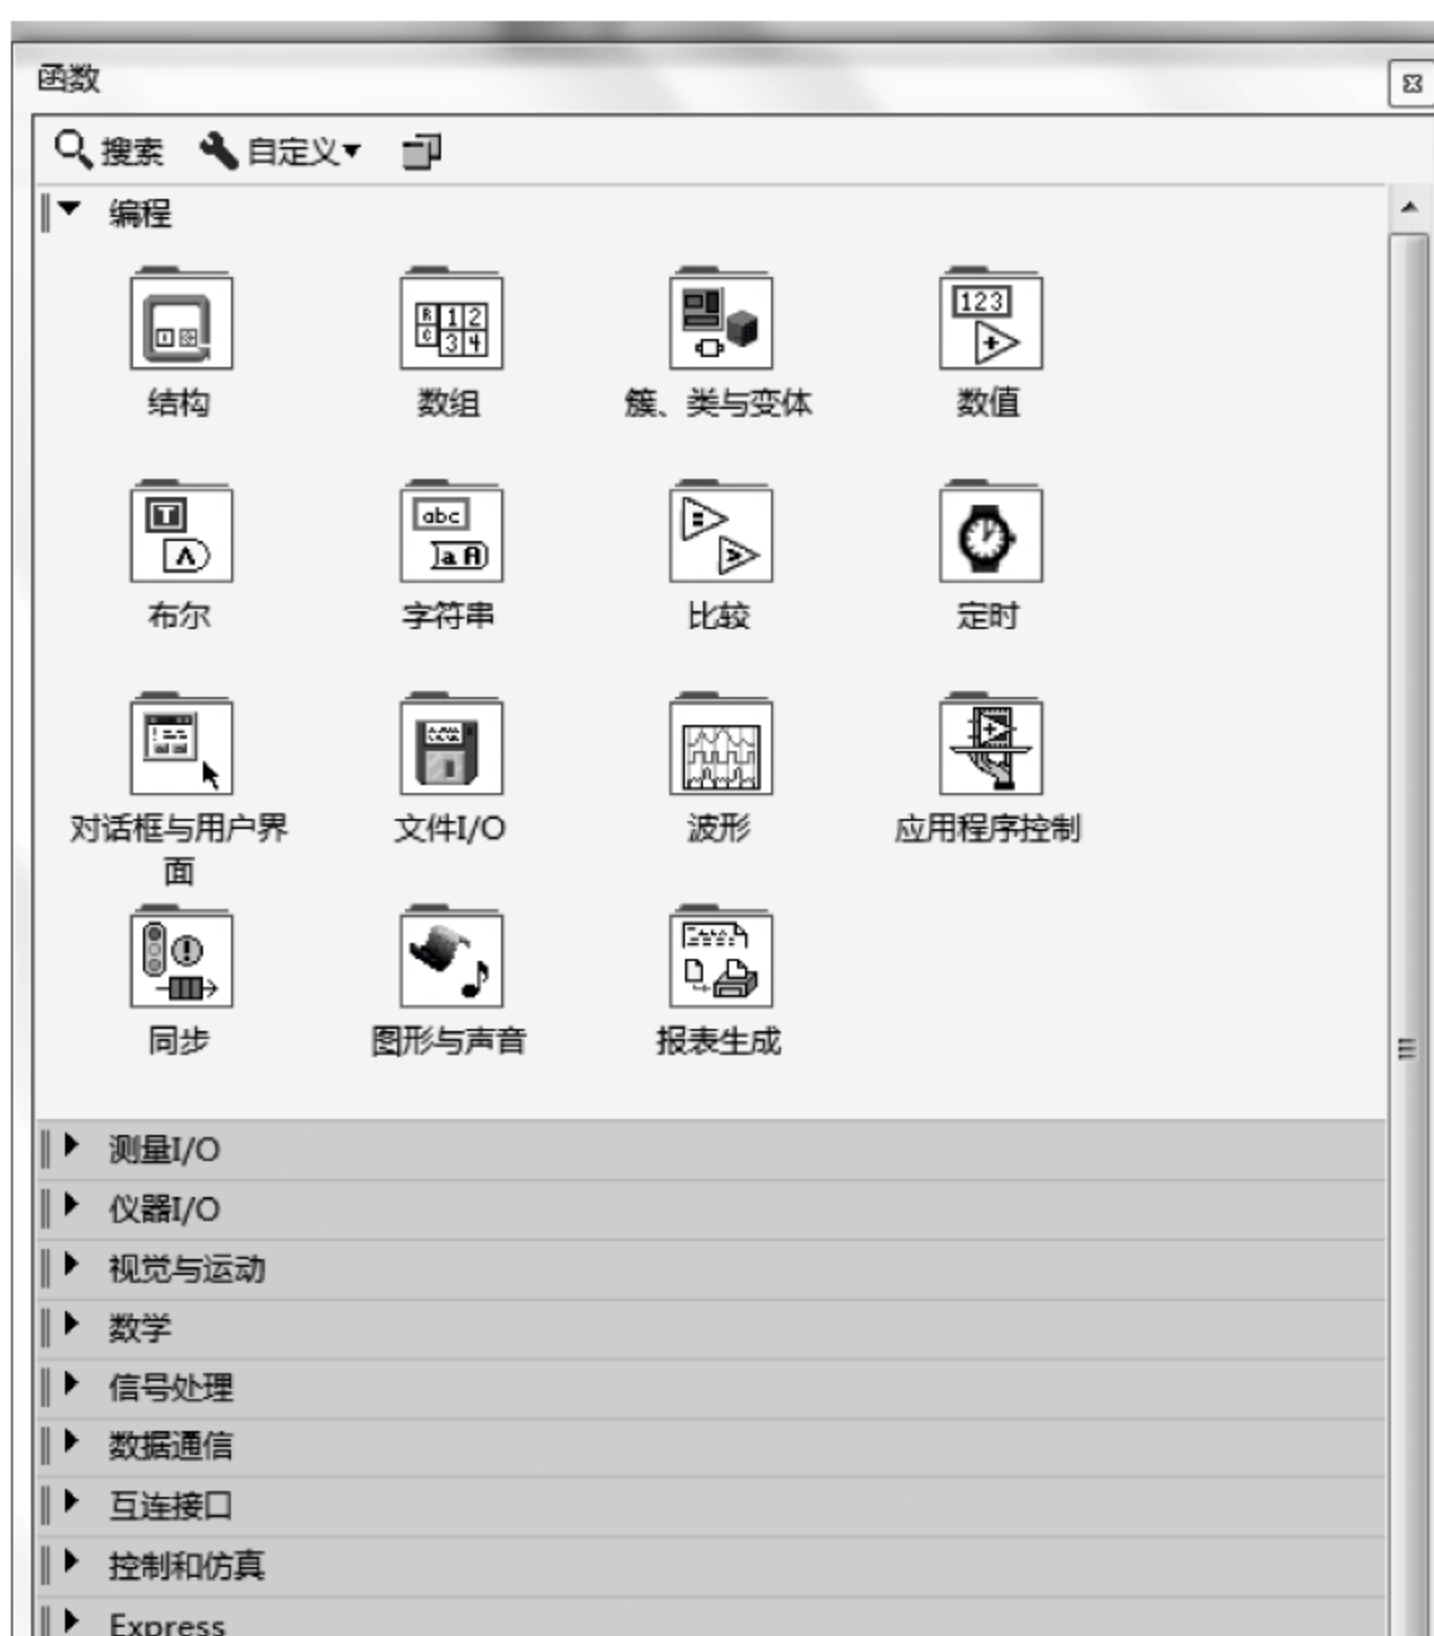 函数
搜索 自定义
编程
结构 数组 簇、类与变体 数值
123
R 1 2
C 3 4
布尔 字符串 比较 定时
T abc
a A
对话框与用户界
面
文件I/O 波形 应用程序控制
同步 图形与声音 报表生成
测量I/O
仪器I/O
视觉与运动
数学
信号处理
数据通信
互连接口
控制和仿真
Express